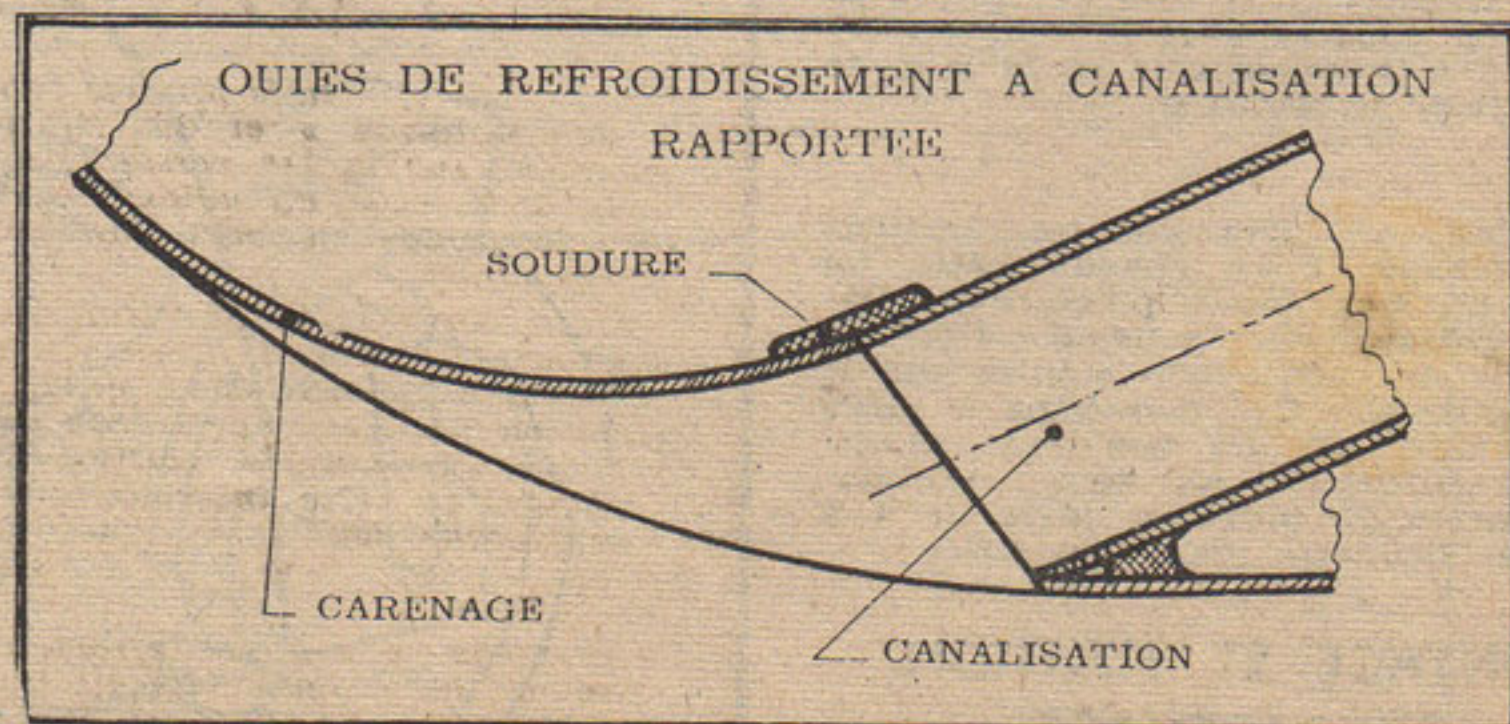 OUIES DE REFROIDISSEMENT A CANALISATION
RAPPORTEE
SOUDURE
CARENAGE
CANALISATION